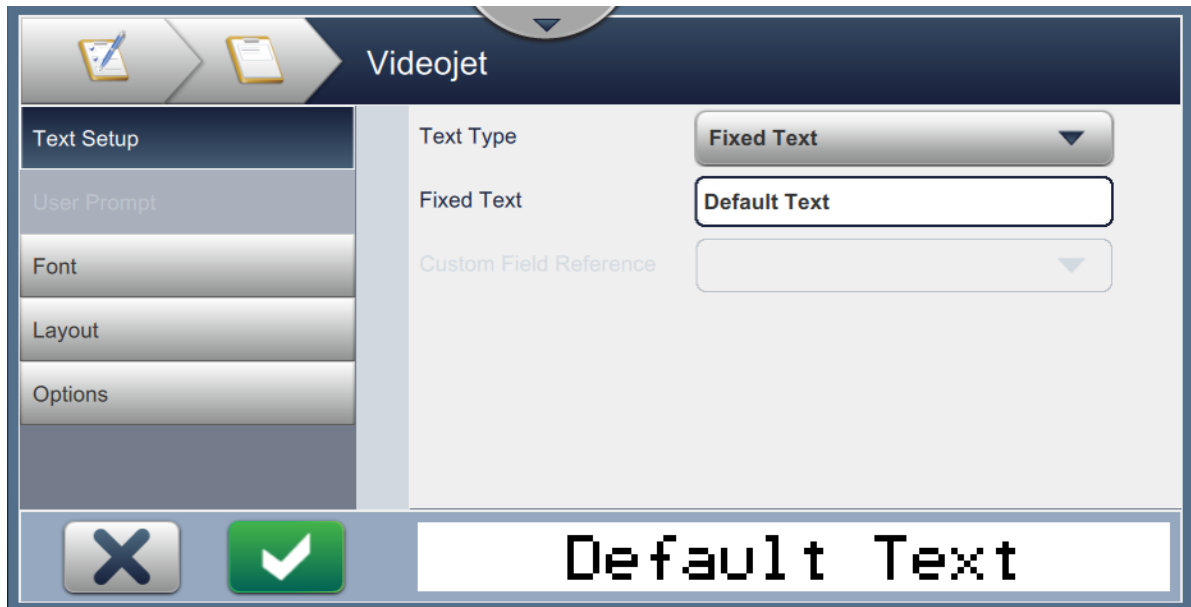 Videojet
Text Setup
User Prompt
Font
Layout
Options
Text Type
Fixed Text
Fixed Text
Default Text
Custom Field Reference
Default Text